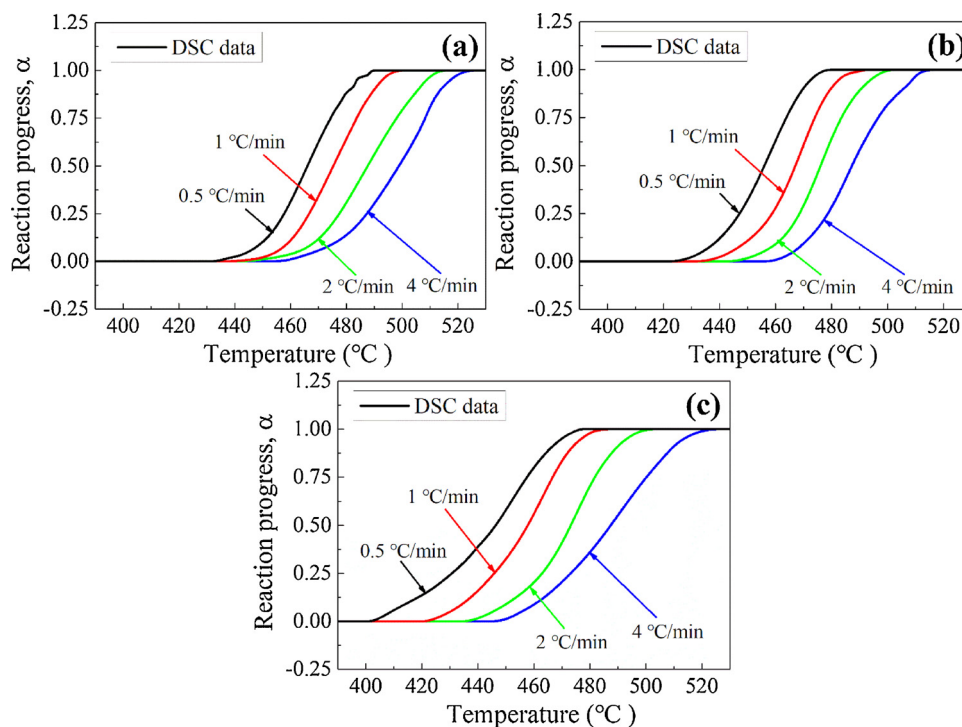 (a)
DSC data
Reaction progress, α
1.25
1.00
0.75
0.50
0.25
0.00
-0.25
1 °C/min
0.5 °C/min
2 °C/min
4 °C/min
400 420 440 460 480 500 520
Temperature (°C )
(b)
DSC data
Reaction progress, α
1.25
1.00
0.75
0.50
0.25
0.00
-0.25
1 °C/min
0.5 °C/min
2 °C/min
4 °C/min
400 420 440 460 480 500 520
Temperature (°C )
(c)
DSC data
Reaction progress, α
1.25
1.00
0.75
0.50
0.25
0.00
-0.25
1 °C/min
0.5 °C/min
2 °C/min
4 °C/min
400 420 440 460 480 500 520
Temperature (°C )